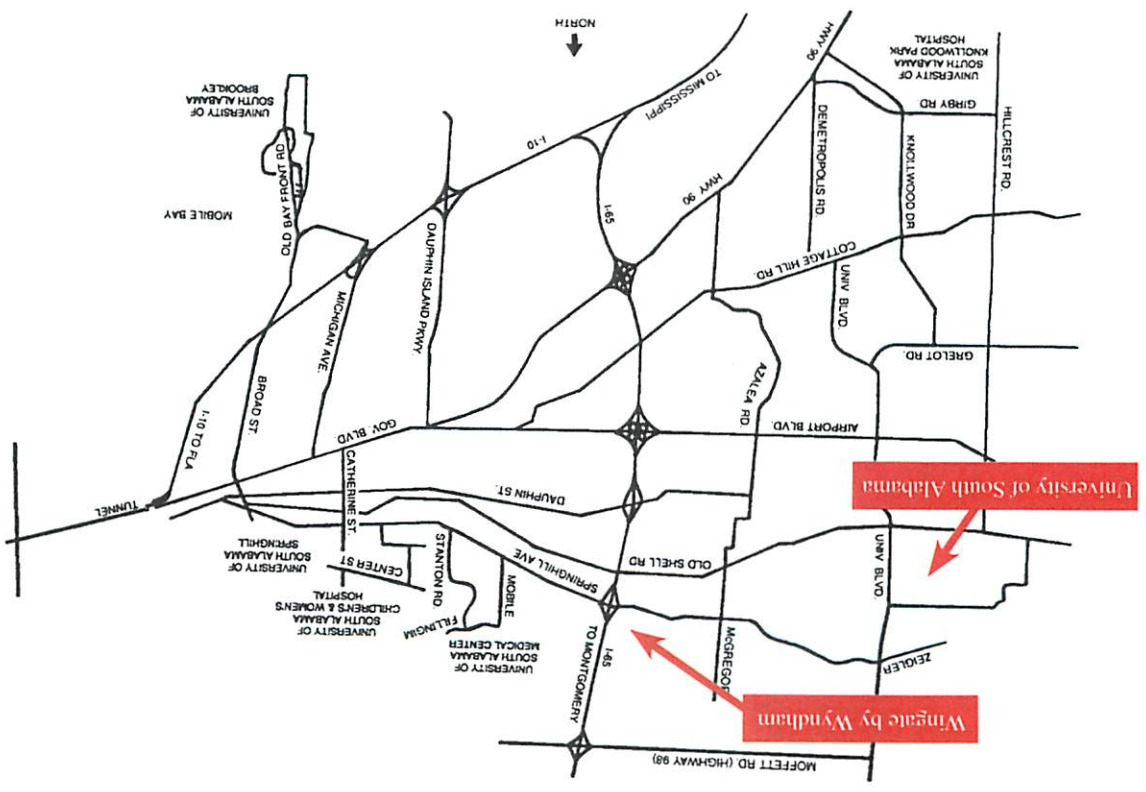 MOFFETT RD. (HIGHWAY 98)
Wingate by Wyndham
TO MONTGOMERY
I-65
ZEIGLER
McGREGOR
UNIVERSITY OF
SOUTH ALABAMA
MEDICAL CENTER
MOBILE
FILLINGIM
STANTON RD.
UNIVERSITY OF
SOUTH ALABAMA
CHILDREN'S & WOMEN'S
HOSPITAL
CENTER ST
UNIVERSITY OF
SOUTH ALABAMA
SPRINGHILL
UNIV BLVD.
OLD SHELL RD
SPRINGHILL AVE
CATHERINE ST.
TUNNEL
University of South Alabama
DAUPHIN ST.
AIRPORT BLVD.
GOV. BLVD.
I-10 TO FLA
BROAD ST.
AZALEA RD.
GRELOT RD.
MICHIGAN AVE.
DAUPHIN ISLAND PKWY.
UNIV BLVD.
COTTAGE HILL RD.
MOBILE BAY
OLD BAY FRONT RD
I-65
HWY 90
KNOLLWOOD DR
DEMETROPOLIS RD.
HILLCREST RD.
I-10
GIRBY RD
UNIVERSITY OF
SOUTH ALABAMA
BROOKLEY
TO MISSISSIPPI
UNIVERSITY OF
SOUTH ALABAMA
KNOLLWOOD PARK
HOSPITAL
HWY 90
NORTH